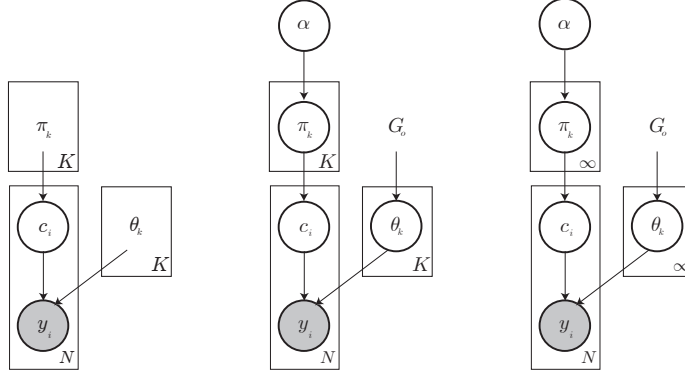 α α
π_k π_k G_o π_k G_o
K K ∞
c_i θ_k c_i θ_k c_i θ_k
K K ∞
y_i y_i y_i
N N N